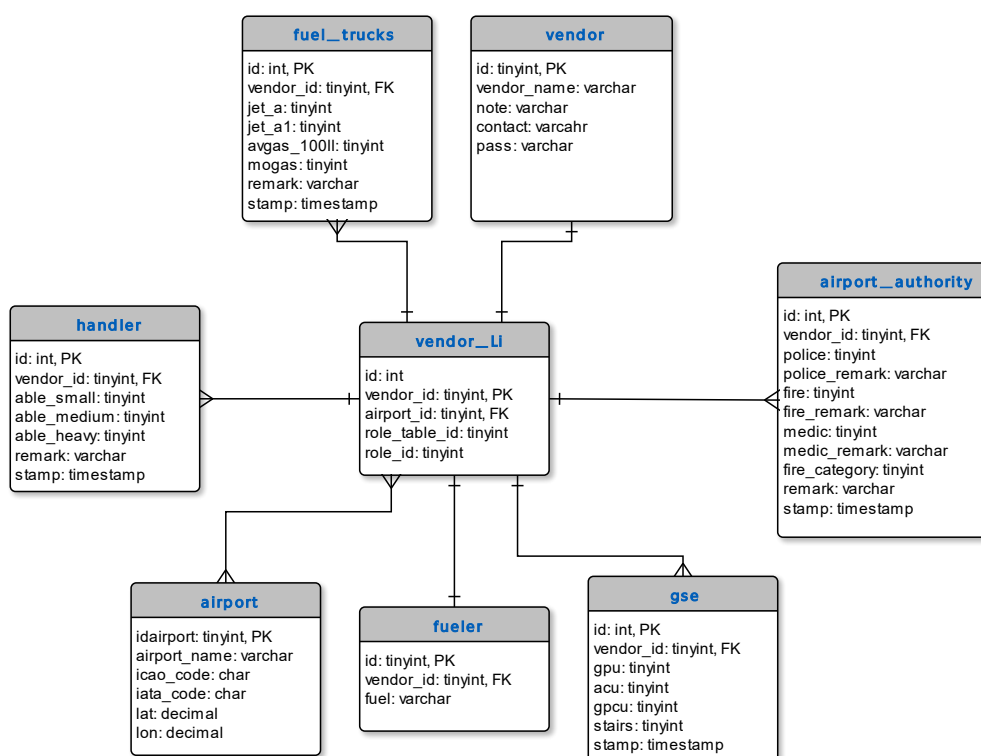 fuel_trucks
id: int, PK
vendor_id: tinyint, FK
jet_a: tinyint
jet_a1: tinyint
avgas_100ll: tinyint
mogas: tinyint
remark: varchar
stamp: timestamp
vendor
id: tinyint, PK
vendor_name: varchar
note: varchar
contact: varcahr
pass: varchar
airport_authority
id: int, PK
vendor_id: tinyint, FK
police: tinyint
police_remark: varchar
fire: tinyint
fire_remark: varchar
medic: tinyint
medic_remark: varchar
fire_category: tinyint
remark: varchar
stamp: timestamp
handler
id: int, PK
vendor_id: tinyint, FK
able_small: tinyint
able_medium: tinyint
able_heavy: tinyint
remark: varchar
stamp: timestamp
vendor_Li
id: int
vendor_id: tinyint, PK
airport_id: tinyint, FK
role_table_id: tinyint
role_id: tinyint
airport
idairport: tinyint, PK
airport_name: varchar
icao_code: char
iata_code: char
lat: decimal
lon: decimal
fueler
id: tinyint, PK
vendor_id: tinyint, FK
fuel: varchar
gse
id: int, PK
vendor_id: tinyint, FK
gpu: tinyint
acu: tinyint
gpcu: tinyint
stairs: tinyint
stamp: timestamp